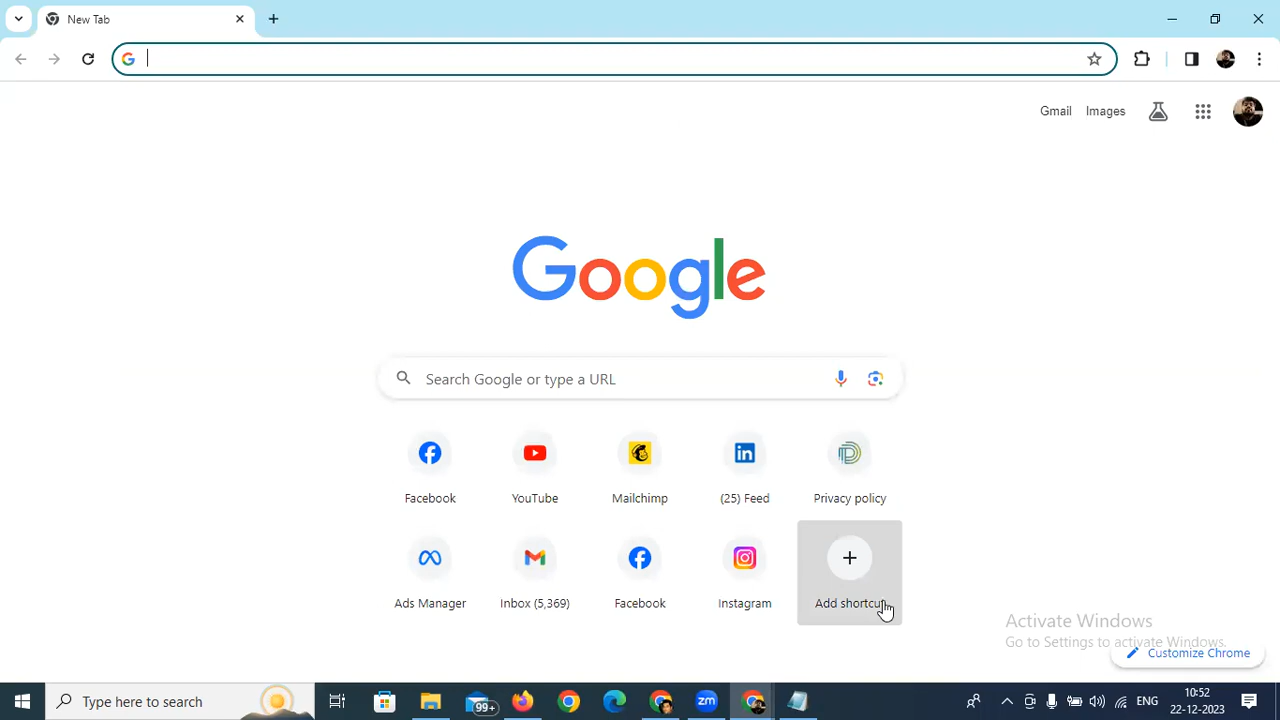 New Tab
Gmail Images
Google
Search Google or type a URL
Facebook YouTube Mailchimp (25) Feed Privacy policy
Ads Manager Inbox (5,369) Facebook Instagram Add shortcut
Activate Windows
Go to Settings to activate Windows.
Customize Chrome
Type here to search
99+
ENG
10:52
22-12-2023